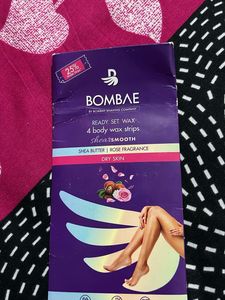 25%
BOMBAE
BY BOMBAY SHAVING COMPANY
READY. SET. WAX
4 body wax strips
sheerSMOOTH
SHEA BUTTER | ROSE FRAGRANCE
DRY SKIN